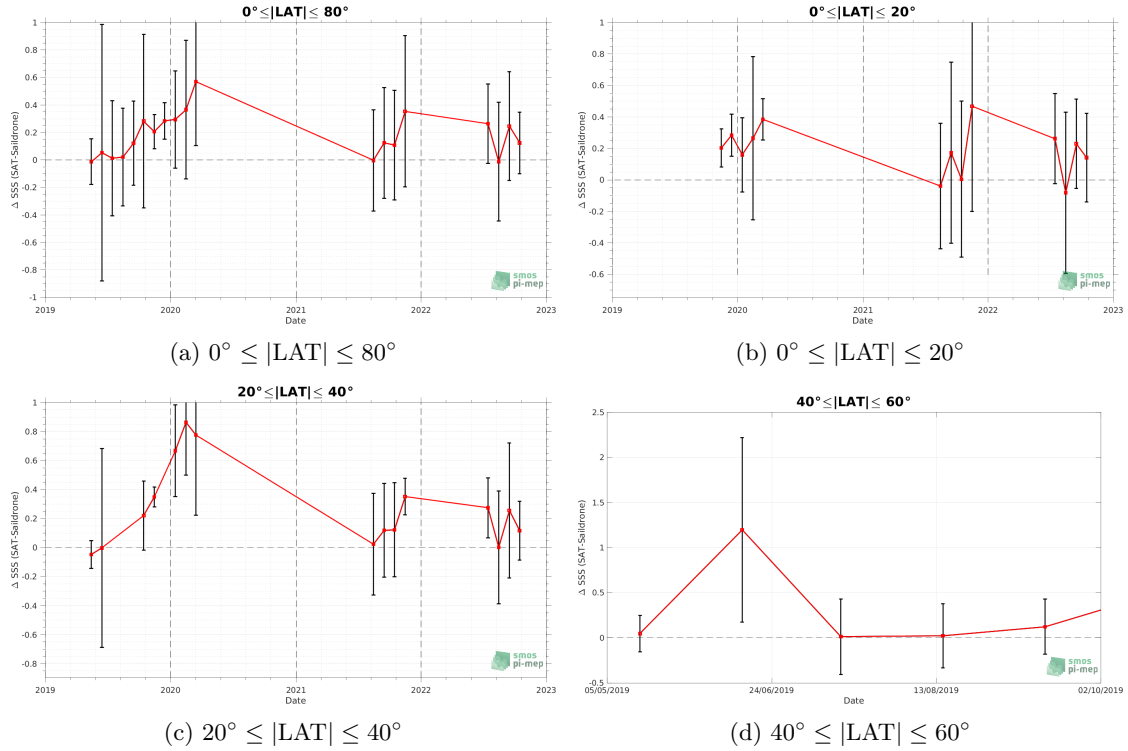 0°≤|LAT|≤ 80°
1
0.8
0.6
0.4
0.2
0
-0.2
-0.4
-0.6
-0.8
-1
Δ SSS (SAT-Saildrone)
2019
2020
2021
2022
2023
Date
smos
pi-mep
(a) 0° ≤ |LAT| ≤ 80°
0°≤|LAT|≤ 20°
1
0.8
0.6
0.4
0.2
0
-0.2
-0.4
-0.6
Δ SSS (SAT-Saildrone)
2019
2020
2021
2022
2023
Date
smos
pi-mep
(b) 0° ≤ |LAT| ≤ 20°
20°≤|LAT|≤ 40°
1
0.8
0.6
0.4
0.2
0
-0.2
-0.4
-0.6
-0.8
Δ SSS (SAT-Saildrone)
2019
2020
2021
2022
2023
Date
smos
pi-mep
(c) 20° ≤ |LAT| ≤ 40°
40°≤|LAT|≤ 60°
2.5
2
1.5
1
0.5
0
-0.5
Δ SSS (SAT-Saildrone)
05/05/2019
24/06/2019
13/08/2019
02/10/2019
Date
smos
pi-mep
(d) 40° ≤ |LAT| ≤ 60°